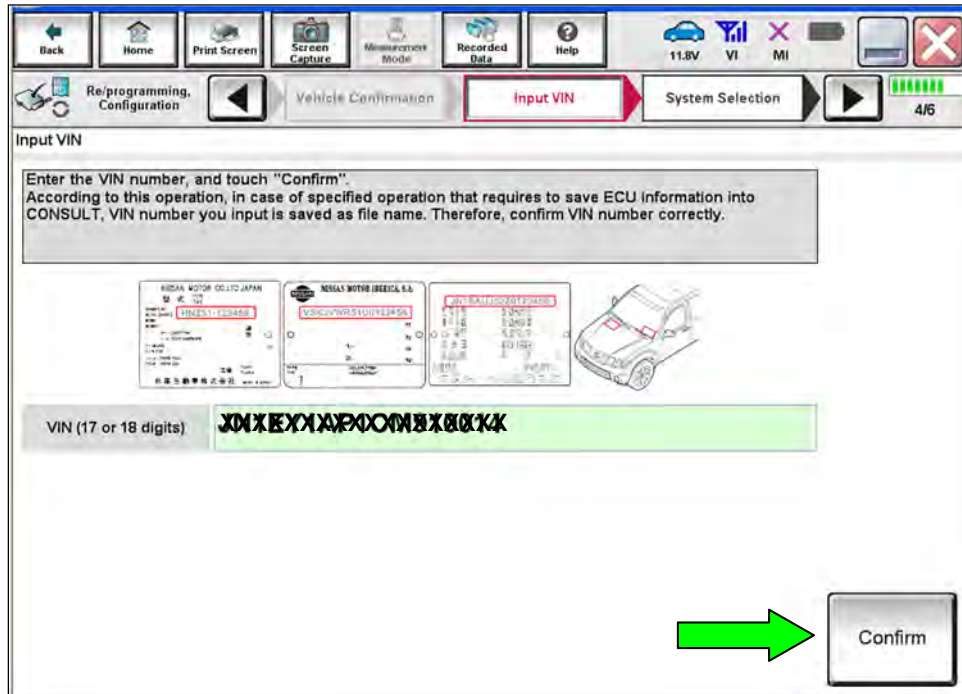 Back
Home
Print Screen
Screen Capture
Measurement Mode
Recorded Data
Help
11.8V
VI
MI
Re/programming, Configuration
Vehicle Confirmation
Input VIN
System Selection
4/6
Input VIN
Enter the VIN number, and touch "Confirm".
According to this operation, in case of specified operation that requires to save ECU information into
CONSULT, VIN number you input is saved as file name. Therefore, confirm VIN number correctly.
NISSAN MOTOR CO.,LTD JAPAN
NISSAN MOTOR IBERICA, S.A.
VIN (17 or 18 digits)
Confirm